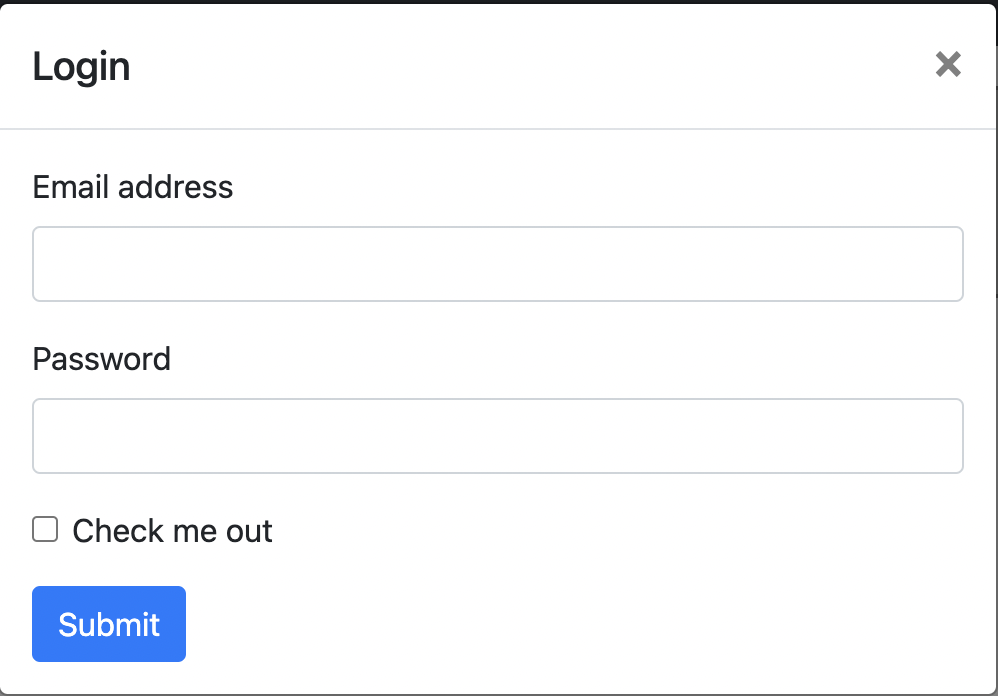 Login
Email address
Password
Check me out
Submit